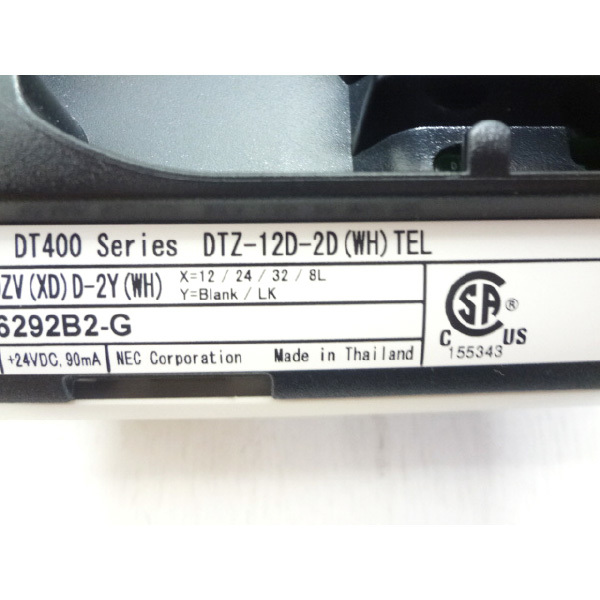 DT400 Series DTZ-12D-2D(WH)TEL
ZV(XD)D-2Y(WH) X=12 / 24 / 32 / 8L
Y=Blank / LK
6292B2-G
+24VDC, 90mA NEC Corporation Made in Thailand
SA ®
C US
155343